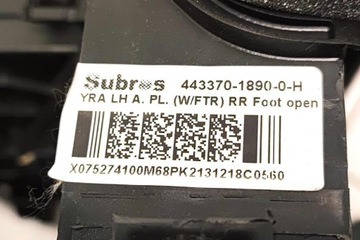 Subros 443370-1890-0-H
YRA LH A. PL. (W/FTR) RR Foot open
X075274100M68PK2131218C0560